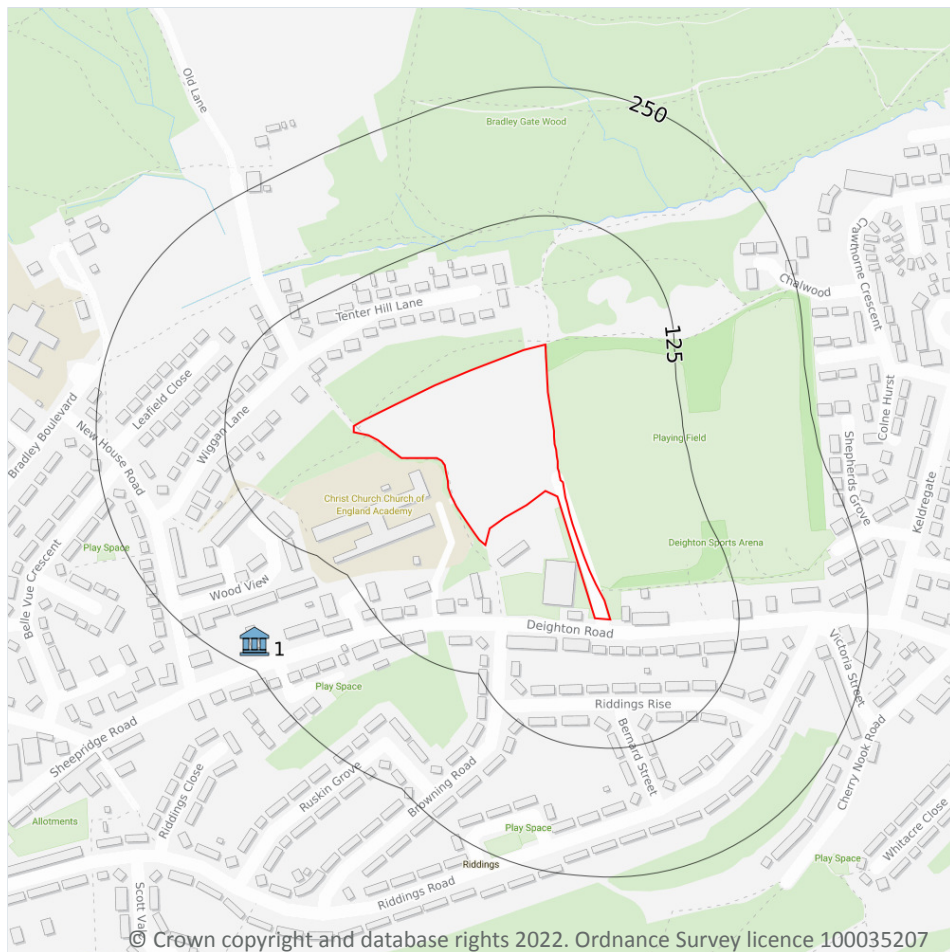 250
Old Lane
Bradley Gate Wood
Cawthorne Crescent
Chalwood
Tenter Hill Lane
125
Leafield Close
Bradley Boulevard
New House Road
Wiggan Lane
Colne Hurst
Playing Field
Shepherds Grove
Keldregate
Christ Church Church of
England Academy
Deighton Sports Arena
Play Space
Belle Vue Crescent
Wood View
1
Deighton Road
Victoria Street
Play Space
Riddings Rise
Bernard Street
Sheepridge Road
Cherry Nook Road
Ruskin Grove
Browning Road
Riddings Close
Whitacre Close
Allotments
Play Space
Riddings
Play Space
Riddings Road
© Crown copyright and database rights 2022. Ordnance Survey licence 100035207